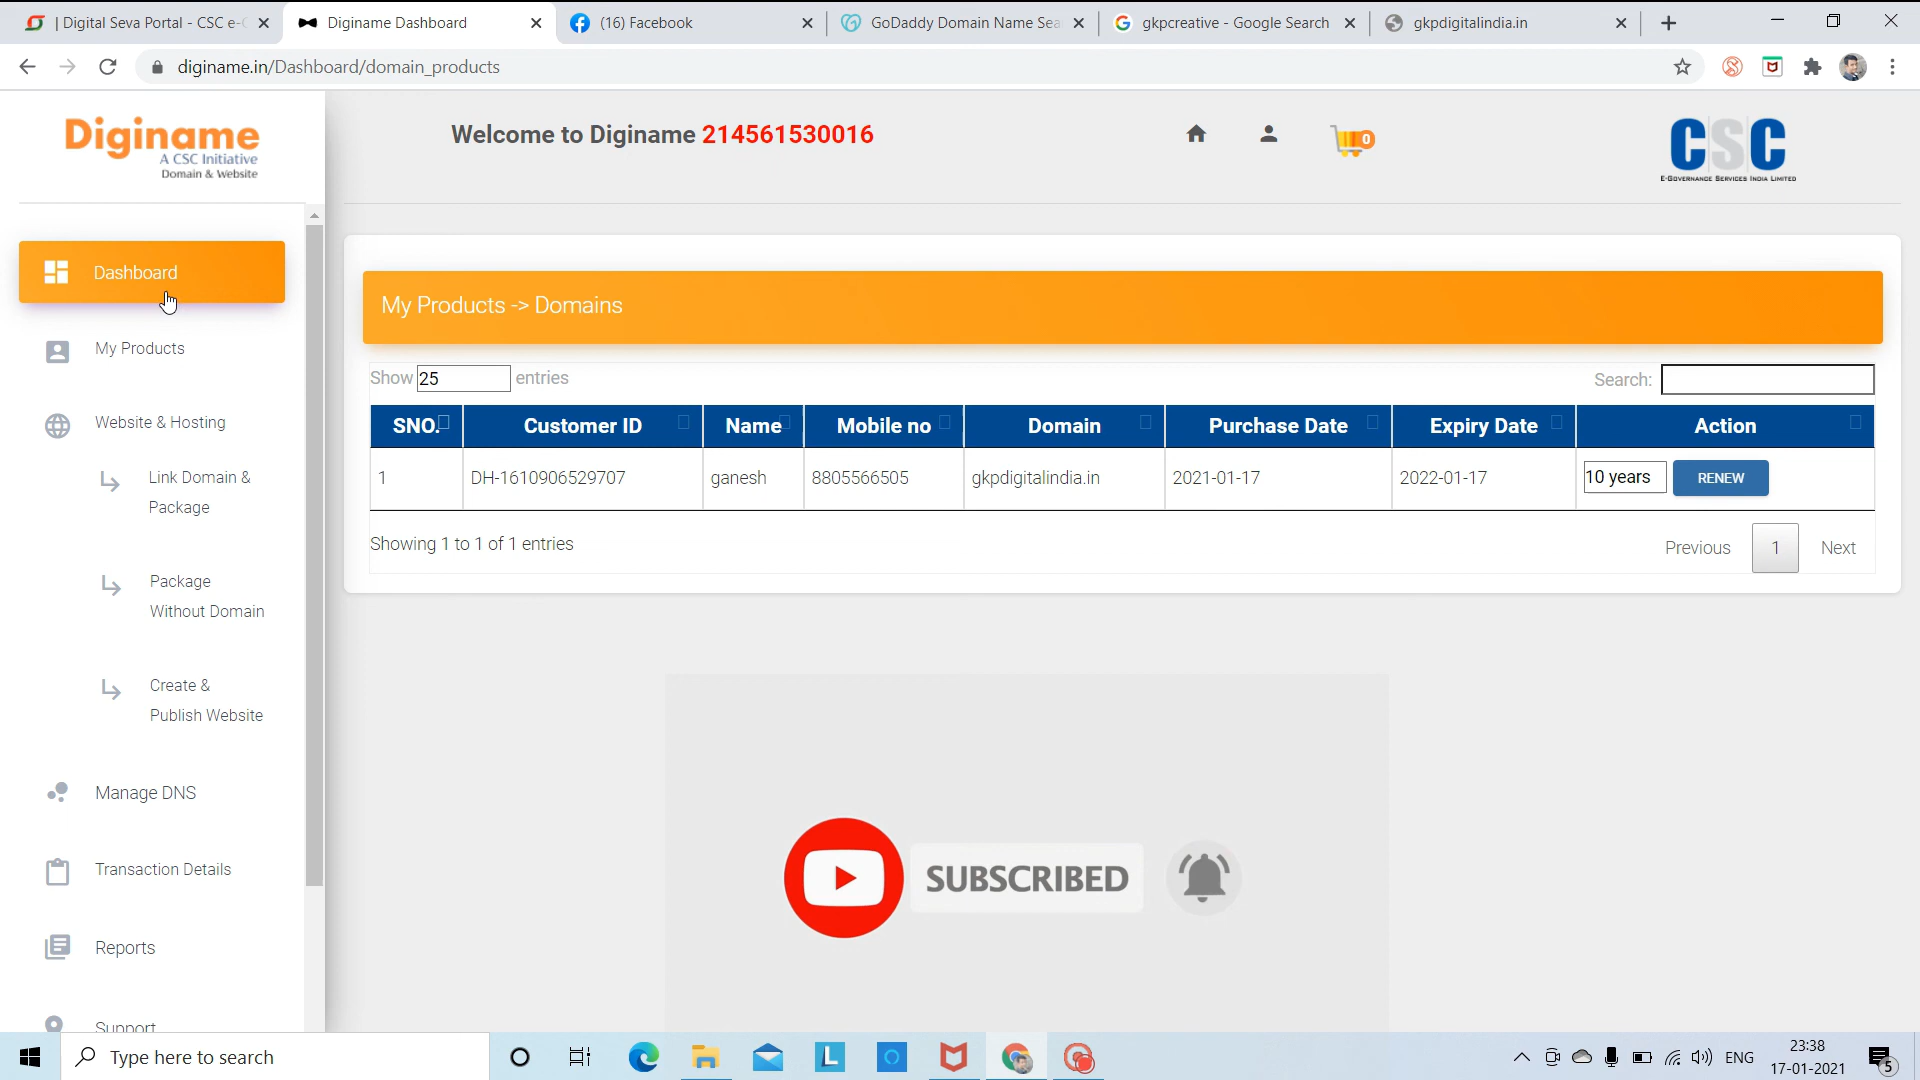 | Digital Seva Portal - CSC e-G
Diginame Dashboard
(16) Facebook
GoDaddy Domain Name Sea
gkpcreative - Google Search
gkpdigitalindia.in
diginame.in/Dashboard/domain_products
Diginame
A CSC Initiative
Domain & Website
Welcome to Diginame 214561530016
0
CSC
E-Governance Services India Limited
Dashboard
My Products
Website & Hosting
Link Domain &
Package
Package
Without Domain
Create &
Publish Website
Manage DNS
Transaction Details
Reports
Support
My Products -> Domains
Show 25 entries
Search:
SNO. Customer ID Name Mobile no Domain Purchase Date Expiry Date Action
1 DH-1610906529707 ganesh 8805566505 gkpdigitalindia.in 2021-01-17 2022-01-17 10 years RENEW
Showing 1 to 1 of 1 entries
Previous 1 Next
SUBSCRIBED
Type here to search
L
ENG
23:38
17-01-2021
5